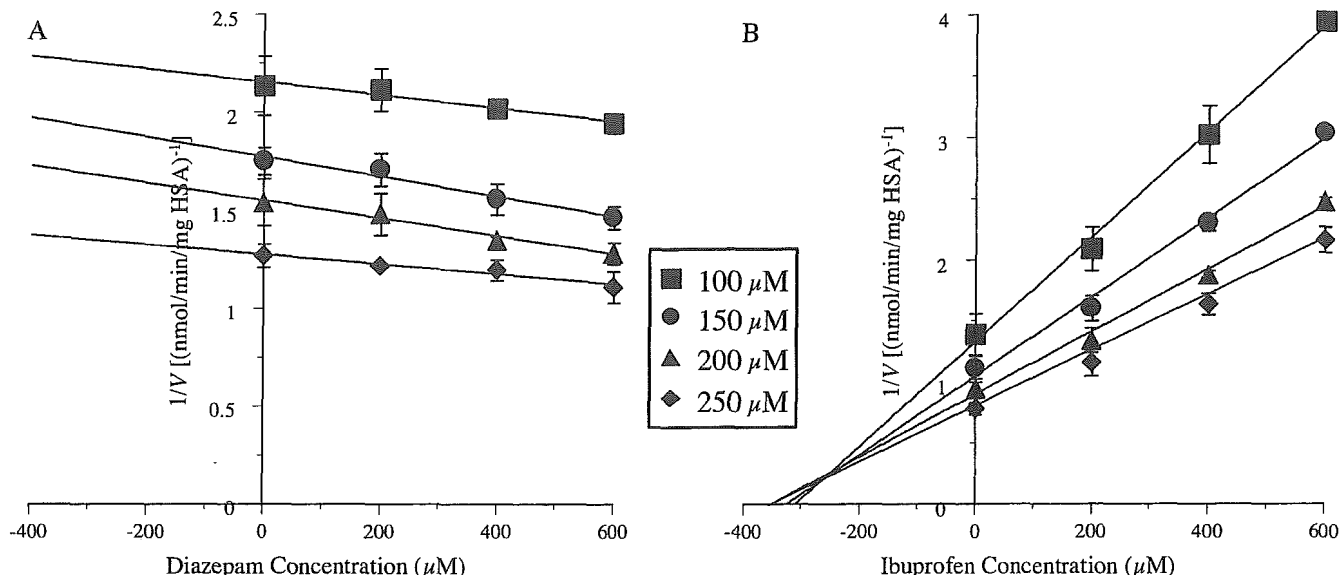 A
2.5
2
1.5
1
0.5
0
1/V [(nmol/min/mg HSA)⁻¹]
-400
-200
0
200
400
600
Diazepam Concentration (µM)
100 µM
150 µM
200 µM
250 µM
B
4
3
2
1
0
1/V [(nmol/min/mg HSA)⁻¹]
-400
-200
0
200
400
600
Ibuprofen Concentration (µM)